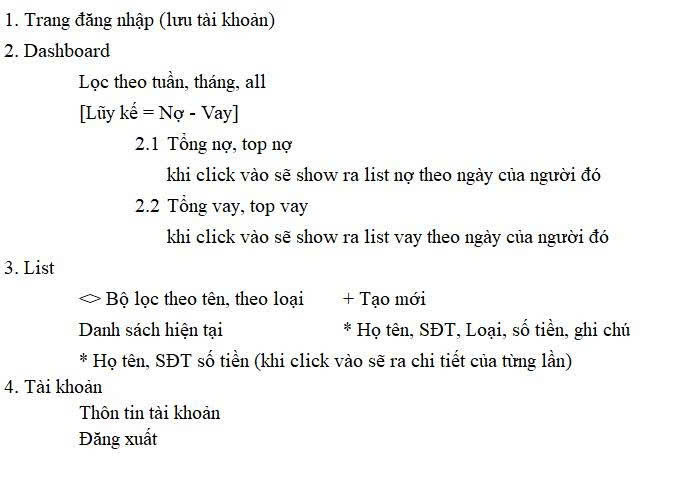 1. Trang đăng nhập (lưu tài khoản)
2. Dashboard
Lọc theo tuần, tháng, all
[Lũy kế = Nợ - Vay]
2.1 Tổng nợ, top nợ
khi click vào sẽ show ra list nợ theo ngày của người đó
2.2 Tổng vay, top vay
khi click vào sẽ show ra list vay theo ngày của người đó
3. List
<> Bộ lọc theo tên, theo loại + Tạo mới
Danh sách hiện tại * Họ tên, SĐT, Loại, số tiền, ghi chú
* Họ tên, SĐT số tiền (khi click vào sẽ ra chi tiết của từng lần)
4. Tài khoản
Thôn tin tài khoản
Đăng xuất